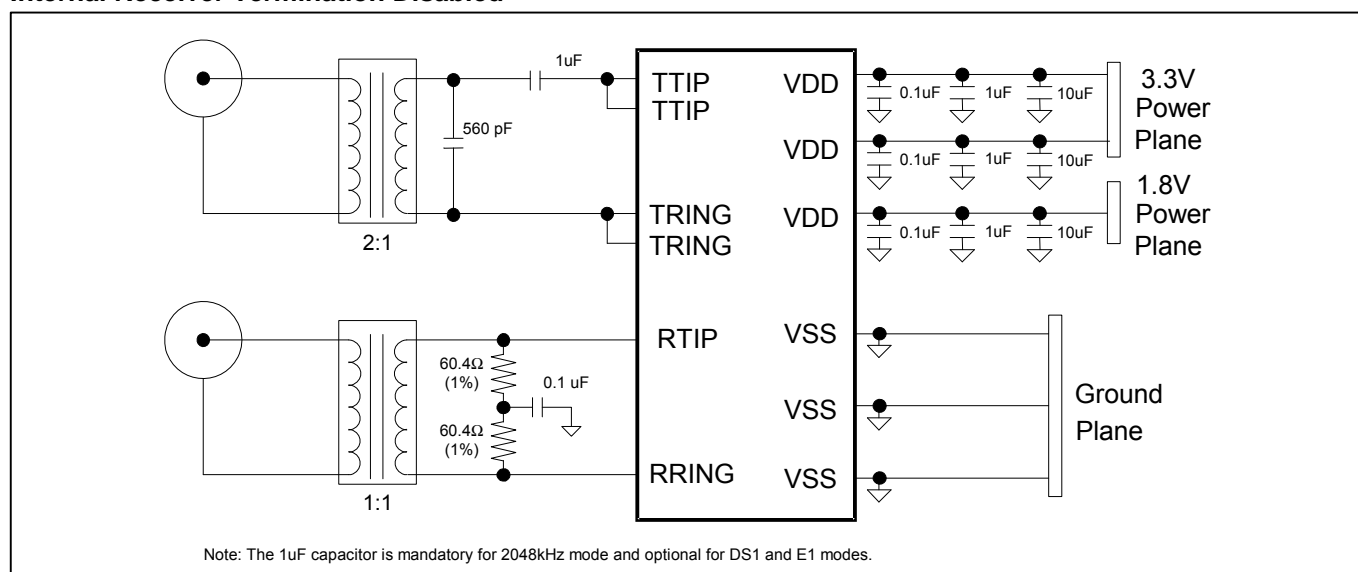 Internal Receiver Termination Disabled
1uF
TTIP
TTIP
560 pF
TRING
TRING
2:1
VDD
0.1uF
1uF
10uF
3.3V
Power
Plane
VDD
0.1uF
1uF
10uF
VDD
0.1uF
1uF
10uF
1.8V
Power
Plane
RTIP
60.4Ω
(1%)
0.1 uF
60.4Ω
(1%)
RRING
1:1
VSS
VSS
VSS
Ground
Plane
Note: The 1uF capacitor is mandatory for 2048kHz mode and optional for DS1 and E1 modes.